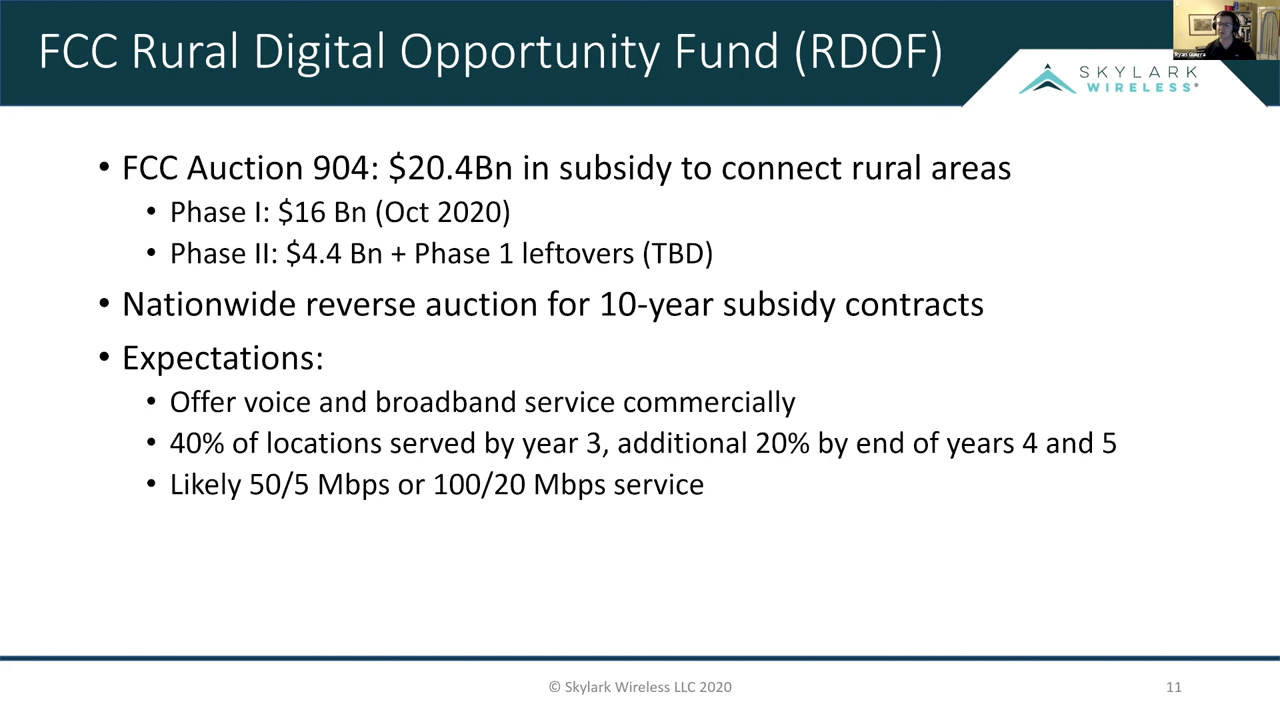 FCC Rural Digital Opportunity Fund (RDOF)
Ryan Guerra
SKYLARK
WIRELESS®
• FCC Auction 904: $20.4Bn in subsidy to connect rural areas
• Phase I: $16 Bn (Oct 2020)
• Phase II: $4.4 Bn + Phase 1 leftovers (TBD)
• Nationwide reverse auction for 10-year subsidy contracts
• Expectations:
• Offer voice and broadband service commercially
• 40% of locations served by year 3, additional 20% by end of years 4 and 5
• Likely 50/5 Mbps or 100/20 Mbps service
© Skylark Wireless LLC 2020
11